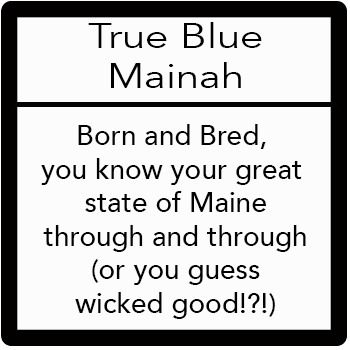 True Blue
Mainah
Born and Bred,
you know your great
state of Maine
through and through
(or you guess
wicked good!?!)